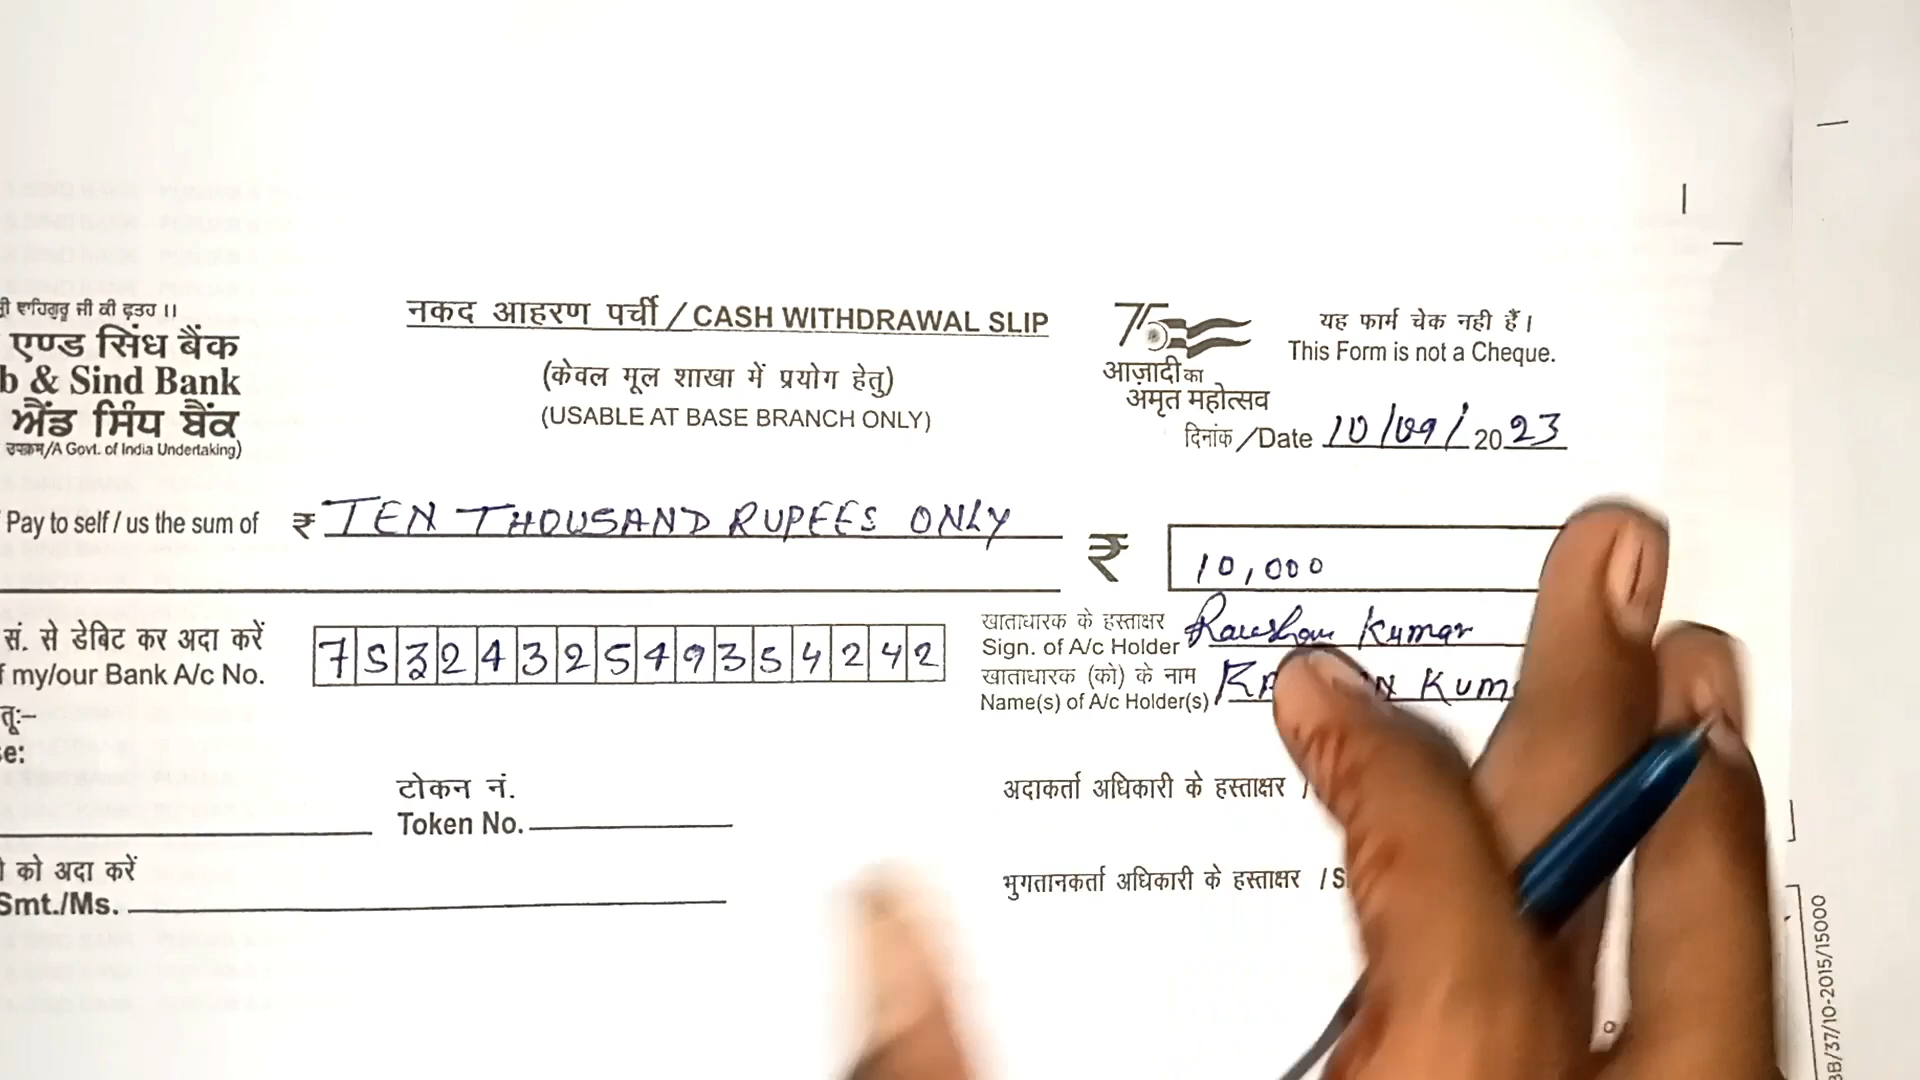 ਵਾਹਿਗੁਰੂ ਜੀ ਕੀ ਫ਼ਤਹ ।।
एण्ड सिंध बैंक
b & Sind Bank
ਐਂਡ ਸਿੰਧ ਬੈਂਕ
उपक्रम/A Govt. of India Undertaking)
नकद आहरण पर्ची / CASH WITHDRAWAL SLIP
(केवल मूल शाखा में प्रयोग हेतु)
(USABLE AT BASE BRANCH ONLY)
75
आज़ादी का
अमृत महोत्सव
यह फार्म चेक नही हैं।
This Form is not a Cheque.
दिनांक/Date 10/09/2023
Pay to self / us the sum of ₹ TEN THOUSAND RUPEES ONLY
₹ 10,000
सं. से डेबिट कर अदा करें
my/our Bank A/c No. 7532432549354242
खाताधारक के हस्ताक्षर
Sign. of A/c Holder Raushan Kumar
खाताधारक (को) के नाम
Name(s) of A/c Holder(s) KUM
टोकन नं.
Token No.
अदाकर्ता अधिकारी के हस्ताक्षर /
को अदा करें
Smt./Ms.
भुगतानकर्ता अधिकारी के हस्ताक्षर / S
/37/10-2015/15000